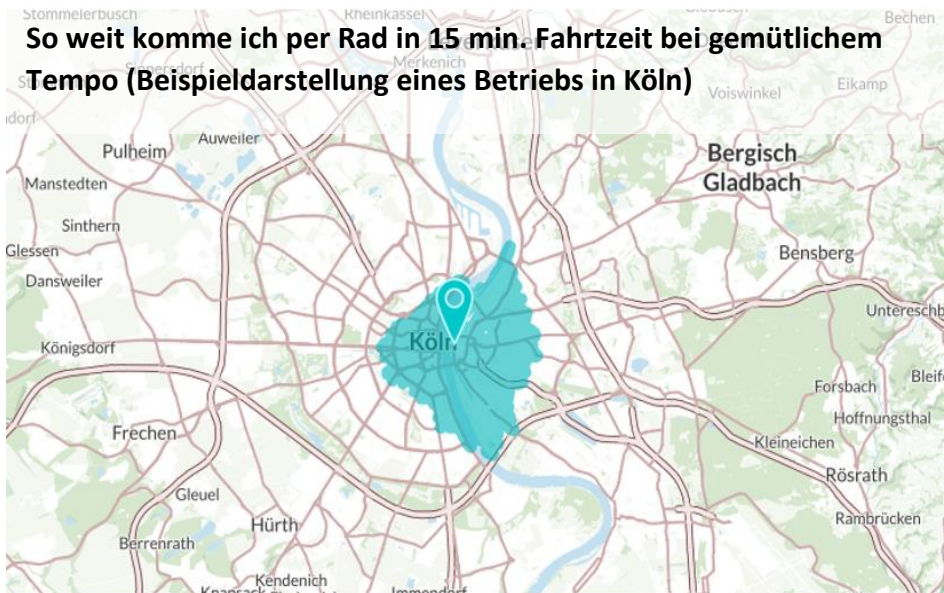 Stommelerbusch
Rheinkassel
Bechen
So weit komme ich per Rad in 15 min. Fahrtzeit bei gemütlichem
Merkenich
Tempo (Beispieldarstellung eines Betriebs in Köln)
Voiswinkel
Eikamp
Auweiler
Pulheim
Bergisch
Gladbach
Manstedten
Sinthern
Glessen
Bensberg
Dansweiler
Köln
Königsdorf
Forsbach
Hoffnungsthal
Frechen
Kleineichen
Rösrath
Gleuel
Rambrücken
Hürth
Berrenrath
Kendenich